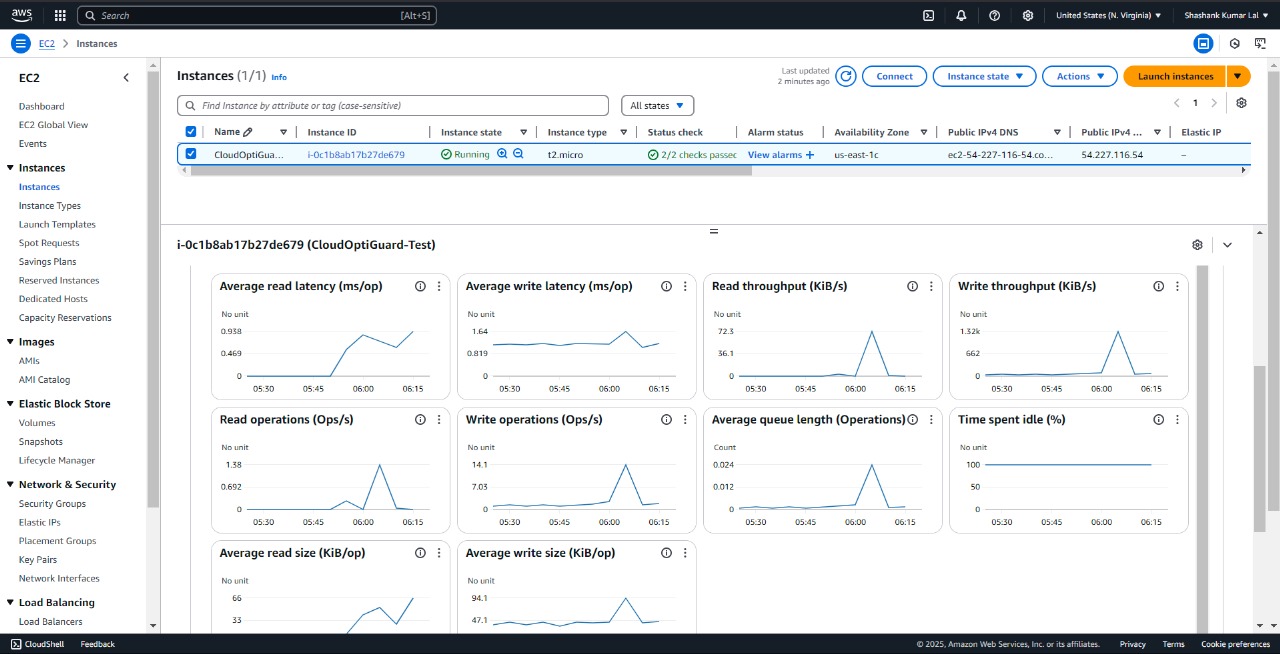 aws
Search [Alt+S]
United States (N. Virginia) ▼
Shashank Kumar Lal ▼
EC2 > Instances
EC2
Dashboard
EC2 Global View
Events
▼ Instances
Instances
Instance Types
Launch Templates
Spot Requests
Savings Plans
Reserved Instances
Dedicated Hosts
Capacity Reservations
▼ Images
AMIs
AMI Catalog
▼ Elastic Block Store
Volumes
Snapshots
Lifecycle Manager
▼ Network & Security
Security Groups
Elastic IPs
Placement Groups
Key Pairs
Network Interfaces
▼ Load Balancing
Load Balancers
Instances (1/1) Info
Last updated
2 minutes ago
Connect
Instance state ▼
Actions ▼
Launch instances
Find Instance by attribute or tag (case-sensitive)
All states ▼
< 1 >
Name Instance ID Instance state Instance type Status check Alarm status Availability Zone Public IPv4 DNS Public IPv4 ... Elastic IP
CloudOptiGua... i-0c1b8ab17b27de679 Running t2.micro 2/2 checks passec View alarms + us-east-1c ec2-54-227-116-54.co... 54.227.116.54 –
i-0c1b8ab17b27de679 (CloudOptiGuard-Test)
Average read latency (ms/op)
No unit
0.938
0.469
0
05:30 05:45 06:00 06:15
Average write latency (ms/op)
No unit
1.64
0.819
0
05:30 05:45 06:00 06:15
Read throughput (KiB/s)
No unit
72.3
36.1
0
05:30 05:45 06:00 06:15
Write throughput (KiB/s)
No unit
1.32k
662
0
05:30 05:45 06:00 06:15
Read operations (Ops/s)
No unit
1.38
0.692
0
05:30 05:45 06:00 06:15
Write operations (Ops/s)
No unit
14.1
7.03
0
05:30 05:45 06:00 06:15
Average queue length (Operations)
Count
0.024
0.012
0
05:30 05:45 06:00 06:15
Time spent idle (%)
No unit
100
50
0
05:30 05:45 06:00 06:15
Average read size (KiB/op)
No unit
66
33
Average write size (KiB/op)
No unit
94.1
47.1
CloudShell Feedback
© 2025, Amazon Web Services, Inc. or its affiliates. Privacy Terms Cookie preferences